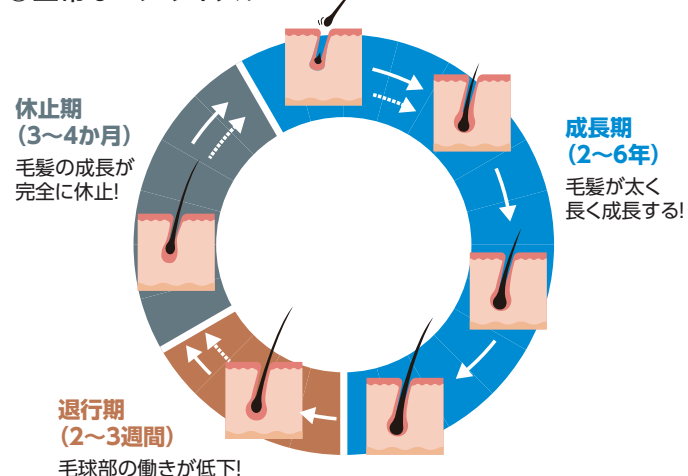 休止期
(3〜4か月)
毛髪の成長が
完全に休止!
成長期
(2〜6年)
毛髪が太く
長く成長する!
退行期
(2〜3週間)
毛球部の働きが低下!